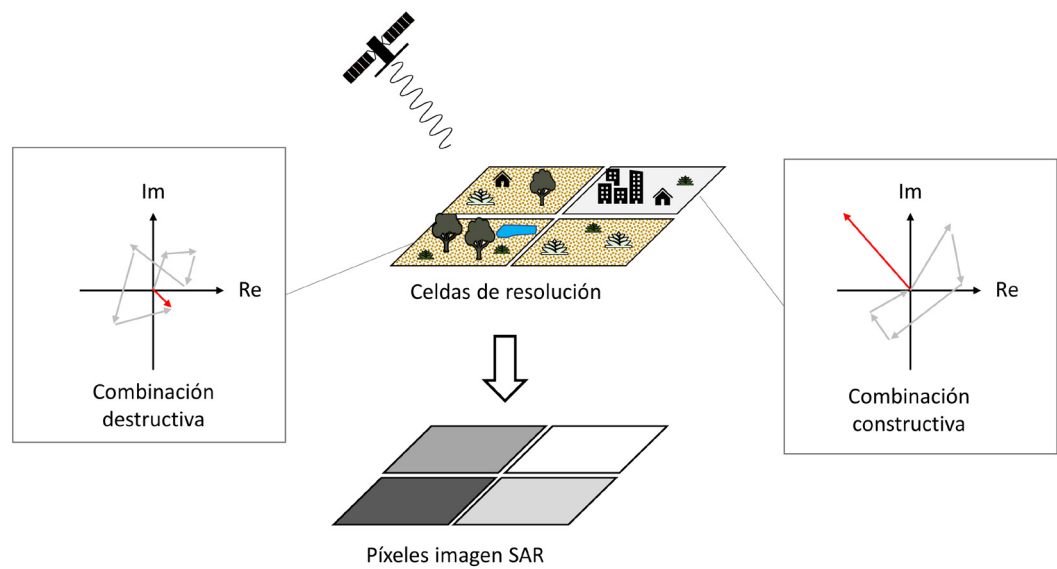 Im
Re
Combinación
destructiva
Celdas de resolución
Im
Re
Combinación
constructiva
Píxeles imagen SAR